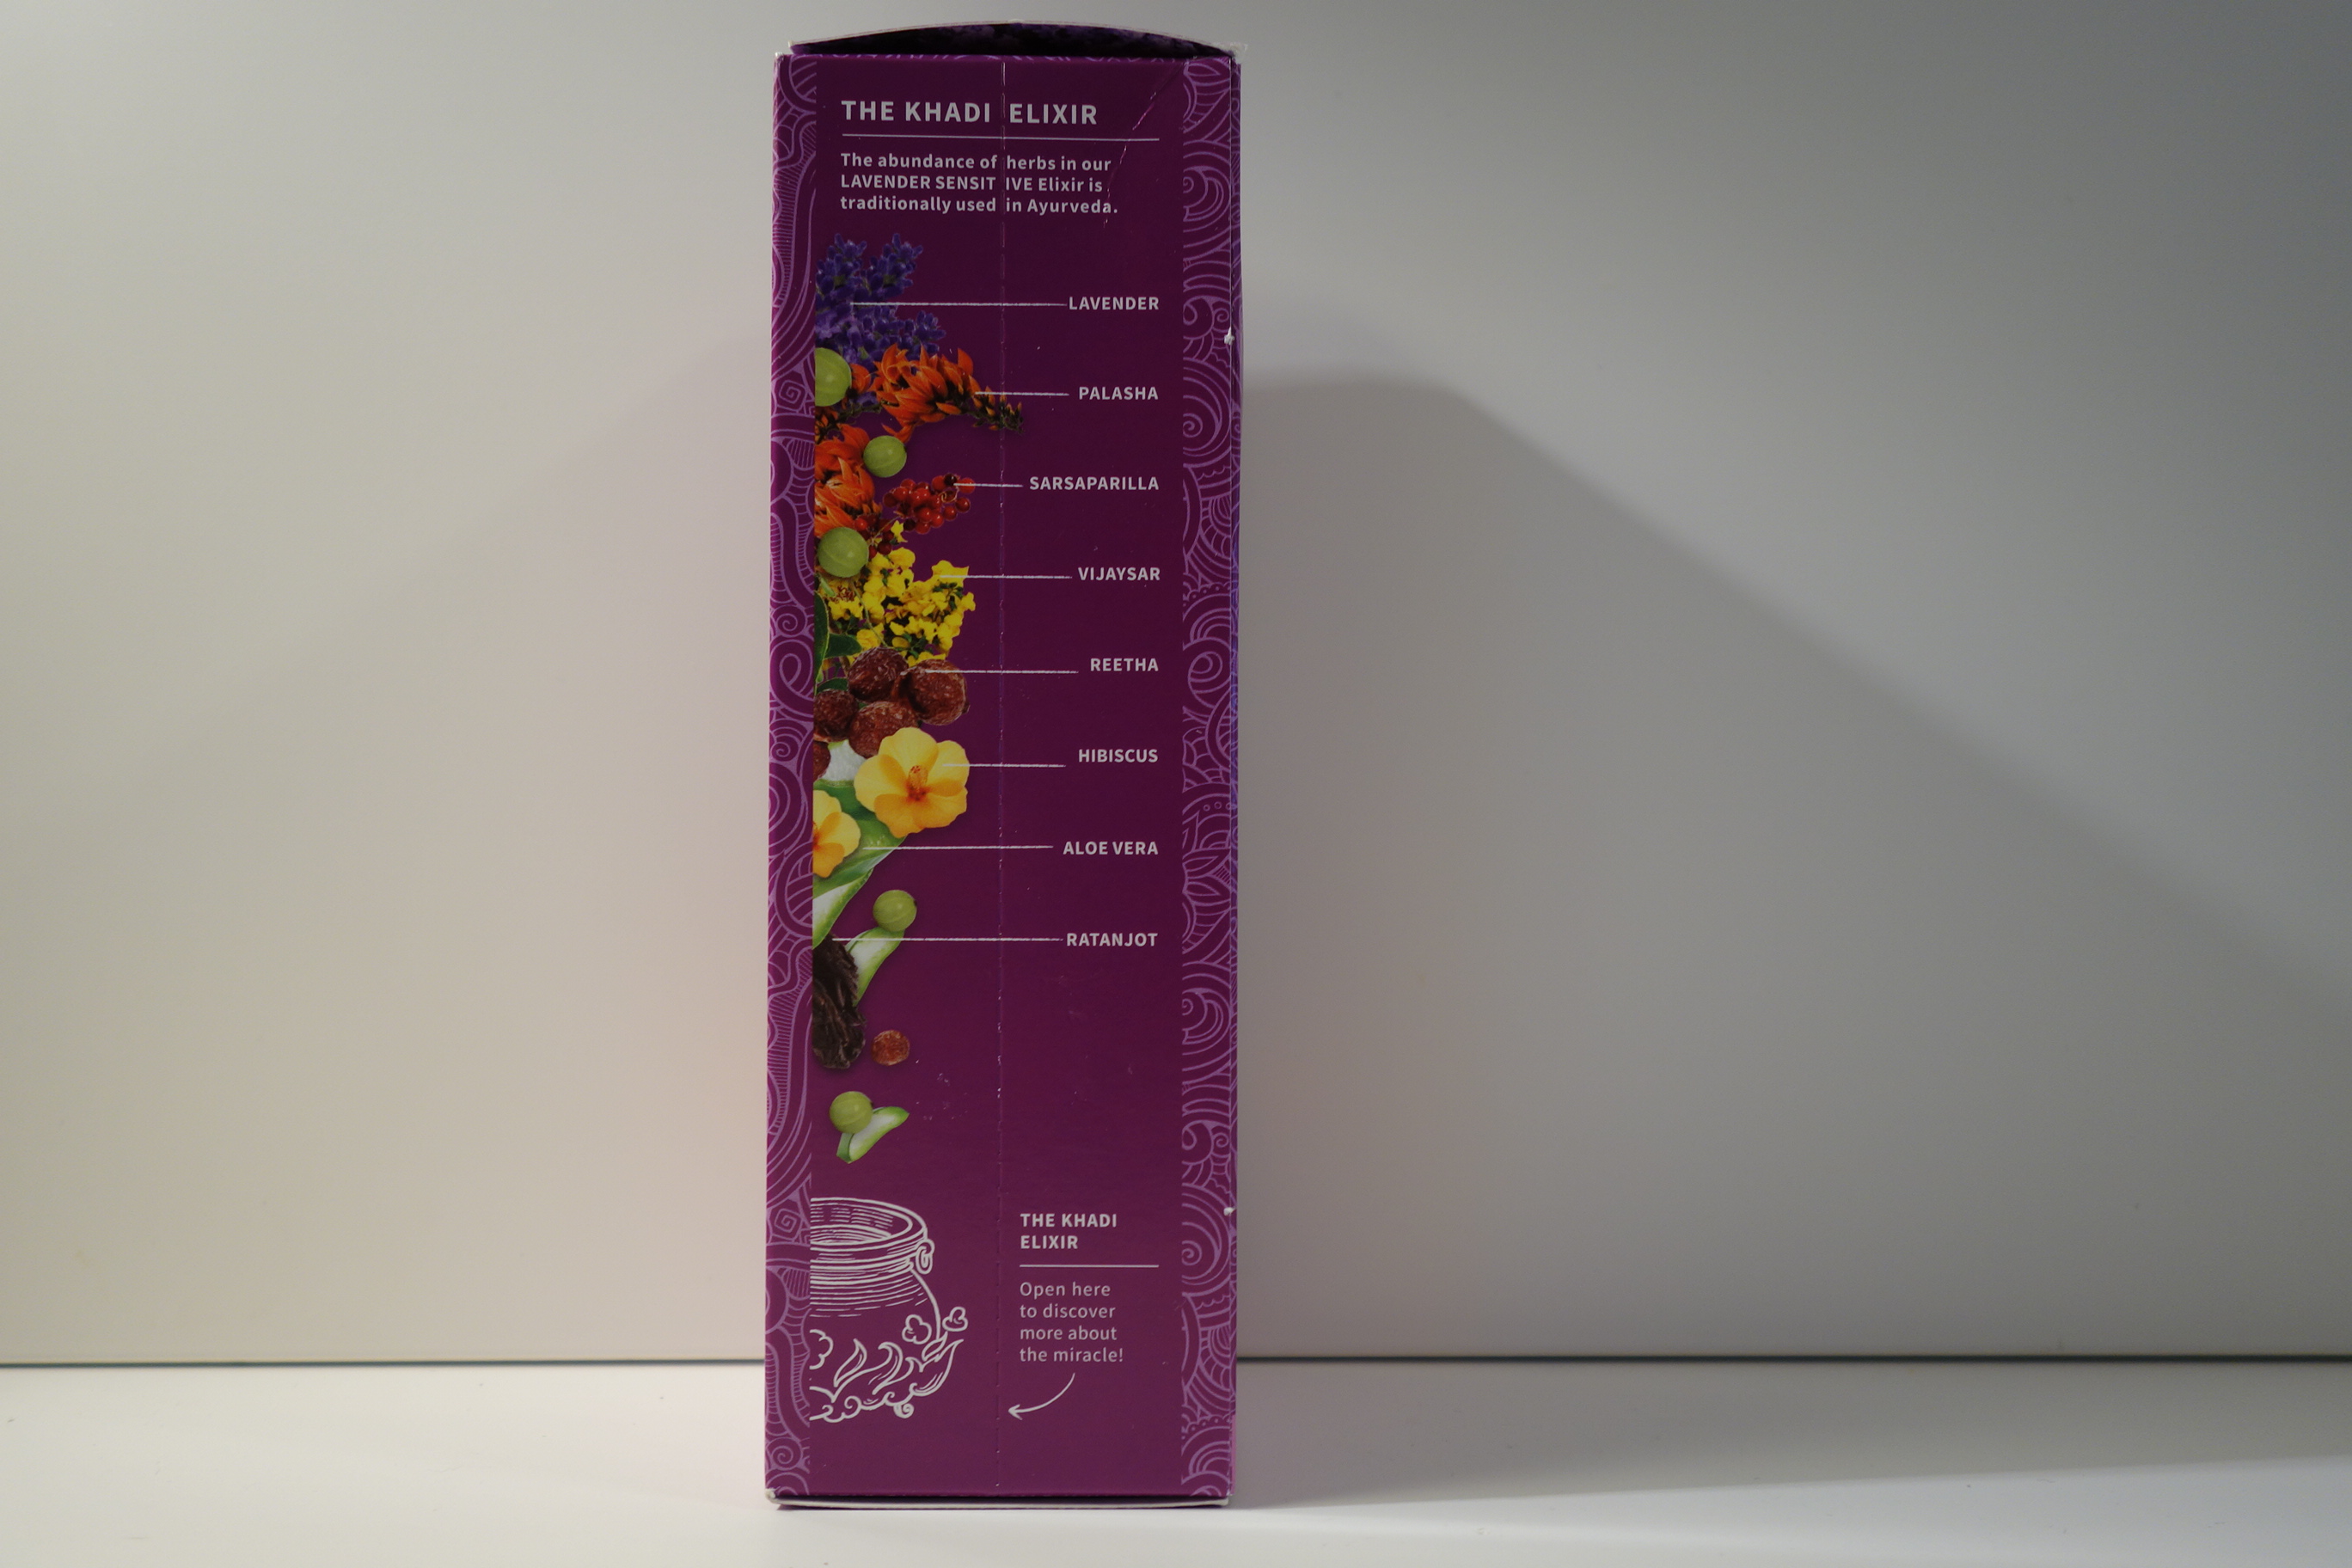 THE KHADI ELIXIR
The abundance of herbs in our
LAVENDER SENSITIVE Elixir is
traditionally used in Ayurveda.
LAVENDER
PALASHA
SARSAPARILLA
VIJAYSAR
REETHA
HIBISCUS
ALOE VERA
RATANJOT
THE KHADI
ELIXIR
Open here
to discover
more about
the miracle!